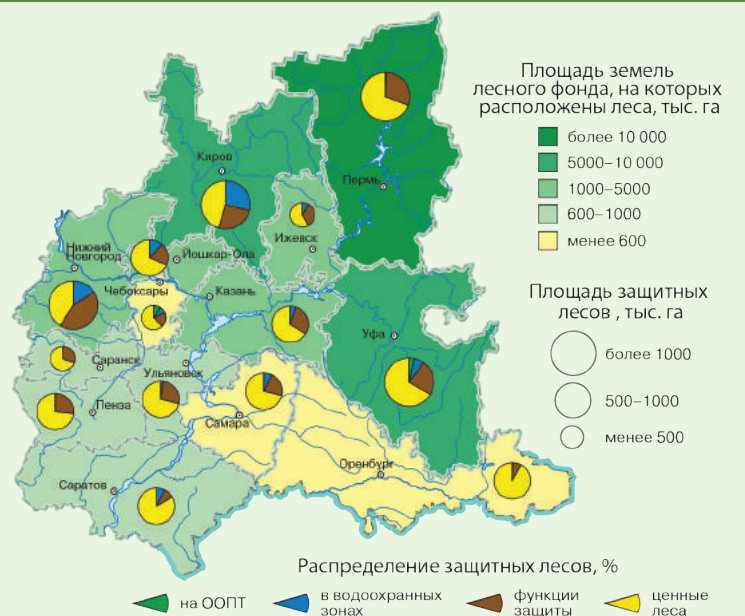 Площадь земель
лесного фонда, на которых
расположены леса, тыс. га
более 10 000
5000–10 000
1000–5000
600–1000
менее 600
Площадь защитных
лесов , тыс. га
более 1000
500–1000
менее 500
Киров
Пермь
Ижевск
Нижний
Новгород
Йошкар-Ола
Чебоксары
Казань
Уфа
Саранск
Ульяновск
Пенза
Самара
Оренбург
Саратов
Распределение защитных лесов, %
на ООПТ
в водоохранных
зонах
функции
защиты
ценные
леса